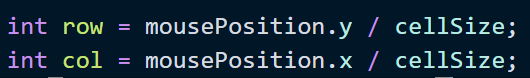 int row = mousePosition.y / cellSize;
int col = mousePosition.x / cellSize;